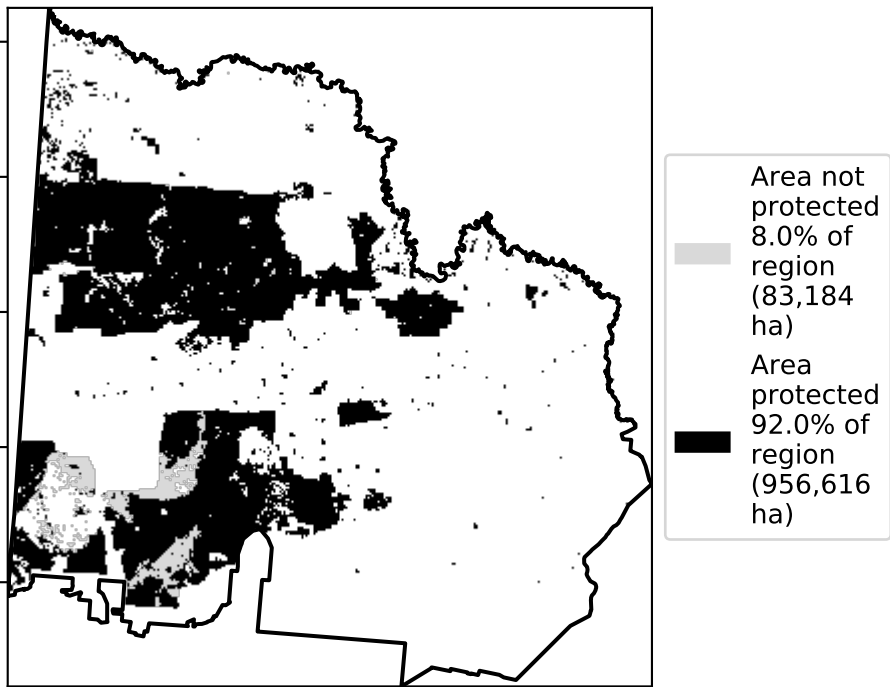 Area not
protected
8.0% of
region
(83,184
ha)
Area
protected
92.0% of
region
(956,616
ha)